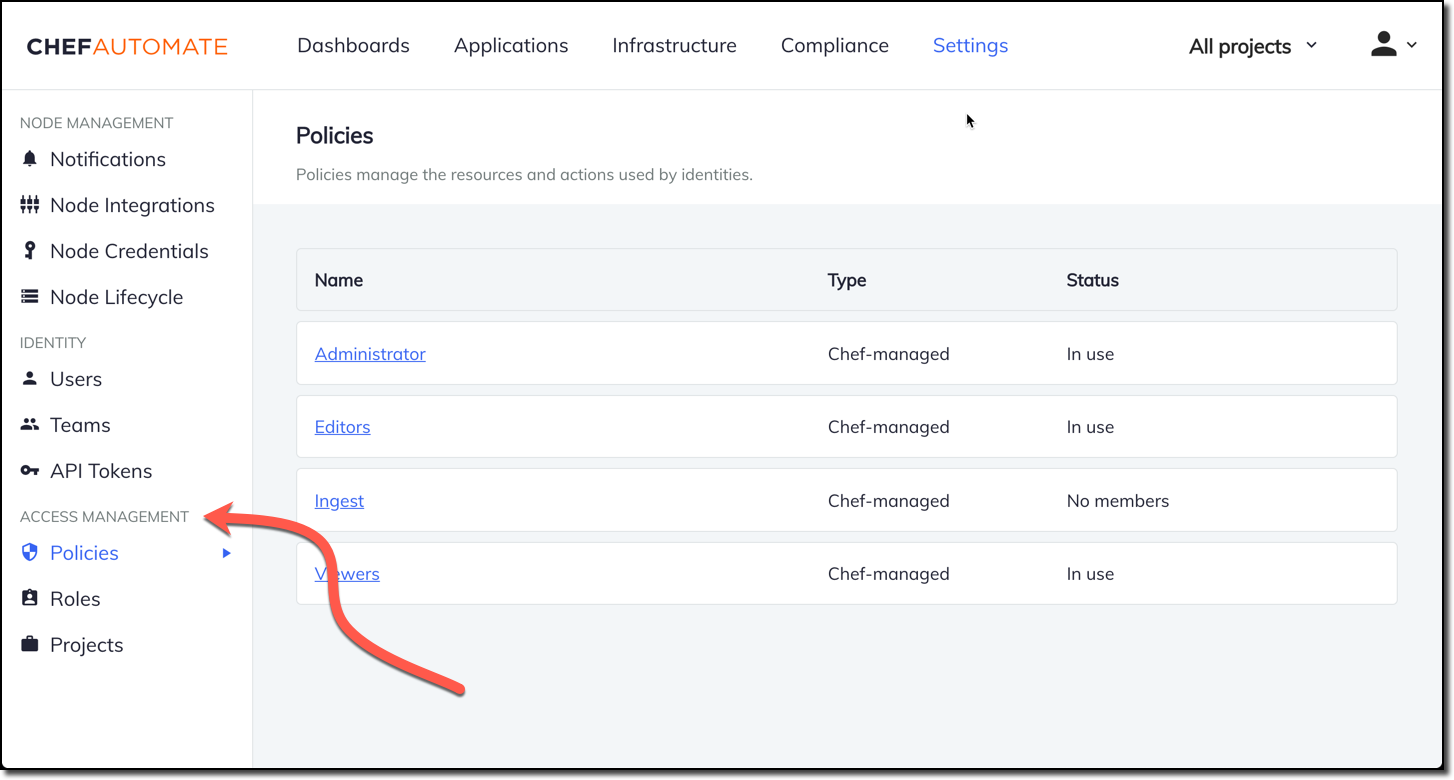 CHEFAUTOMATE Dashboards Applications Infrastructure Compliance Settings All projects
NODE MANAGEMENT
Notifications
Node Integrations
Node Credentials
Node Lifecycle
IDENTITY
Users
Teams
API Tokens
ACCESS MANAGEMENT
Policies
Roles
Projects
Policies
Policies manage the resources and actions used by identities.
Name Type Status
Administrator Chef-managed In use
Editors Chef-managed In use
Ingest Chef-managed No members
Viewers Chef-managed In use